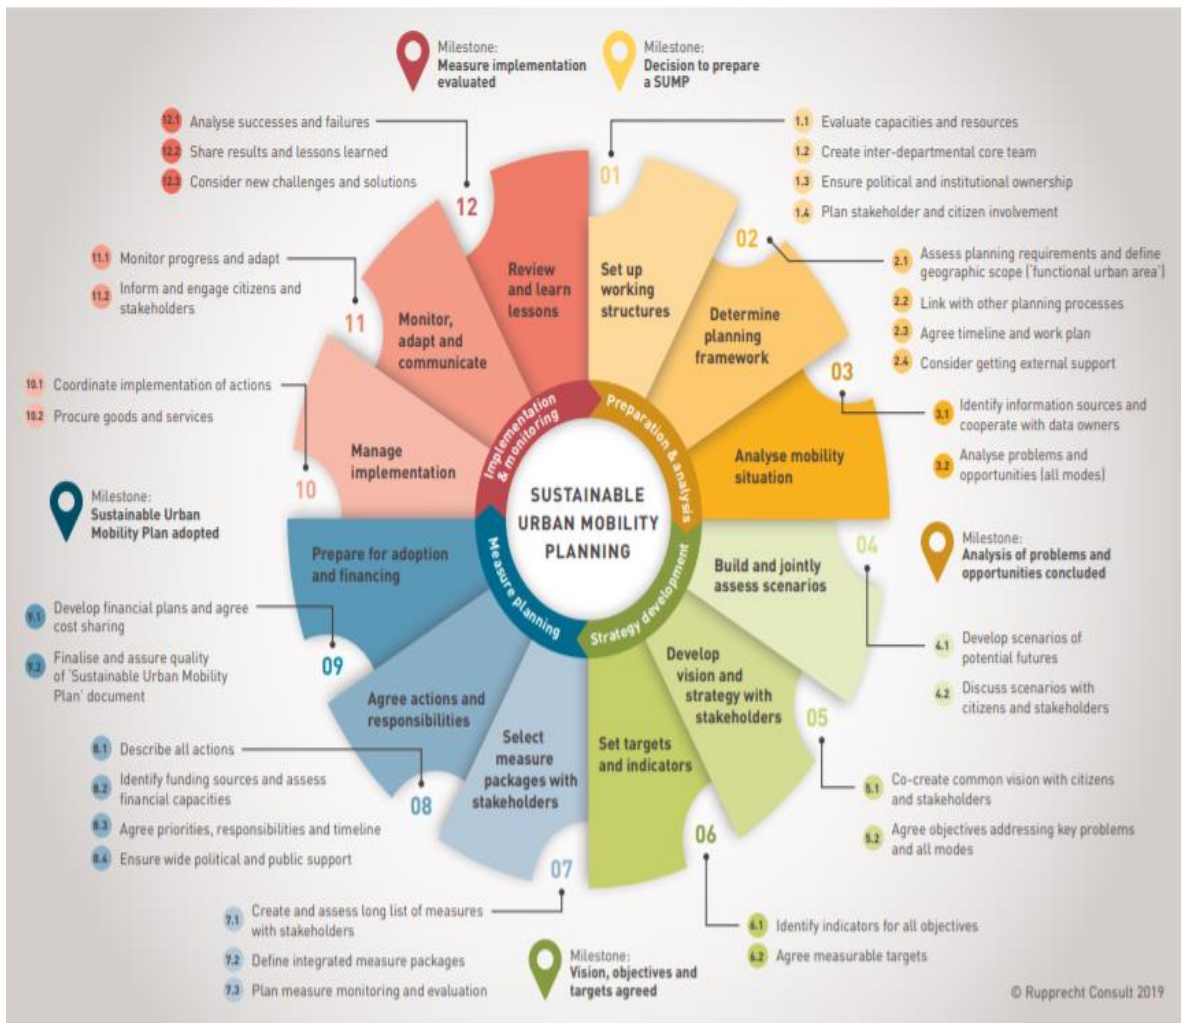 Milestone:
Measure implementation
evaluated
Milestone:
Decision to prepare
a SUMP
12.1 Analyse successes and failures
12.2 Share results and lessons learned
12.3 Consider new challenges and solutions
1.1 Evaluate capacities and resources
1.2 Create inter-departmental core team
1.3 Ensure political and institutional ownership
1.4 Plan stakeholder and citizen involvement
11.1 Monitor progress and adapt
11.2 Inform and engage citizens and
stakeholders
2.1 Assess planning requirements and define
geographic scope ('functional urban area')
2.2 Link with other planning processes
2.3 Agree timeline and work plan
2.4 Consider getting external support
10.1 Coordinate implementation of actions
10.2 Procure goods and services
3.1 Identify information sources and
cooperate with data owners
3.2 Analyse problems and
opportunities (all modes)
Milestone:
Sustainable Urban
Mobility Plan adopted
Milestone:
Analysis of problems and
opportunities concluded
01
Set up
working
structures
02
Determine
planning
framework
03
Analyse mobility
situation
04
Build and jointly
assess scenarios
05
Develop
vision and
strategy with
stakeholders
06
Set targets
and indicators
07
Select
measure
packages with
stakeholders
08
Agree actions and
responsibilities
09
Prepare for adoption
and financing
10
Manage
implementation
11
Monitor,
adapt and
communicate
12
Review
and learn
lessons
Preparation & analysis
Strategy development
Measure planning
Implementation
& monitoring
SUSTAINABLE
URBAN MOBILITY
PLANNING
9.1 Develop financial plans and agree
cost sharing
9.2 Finalise and assure quality
of 'Sustainable Urban Mobility
Plan' document
4.1 Develop scenarios of
potential futures
4.2 Discuss scenarios with
citizens and stakeholders
8.1 Describe all actions
8.2 Identify funding sources and assess
financial capacities
8.3 Agree priorities, responsibilities and timeline
8.4 Ensure wide political and public support
5.1 Co-create common vision with citizens
and stakeholders
5.2 Agree objectives addressing key problems
and all modes
7.1 Create and assess long list of measures
with stakeholders
7.2 Define integrated measure packages
7.3 Plan measure monitoring and evaluation
6.1 Identify indicators for all objectives
6.2 Agree measurable targets
Milestone:
Vision, objectives and
targets agreed
© Rupprecht Consult 2019